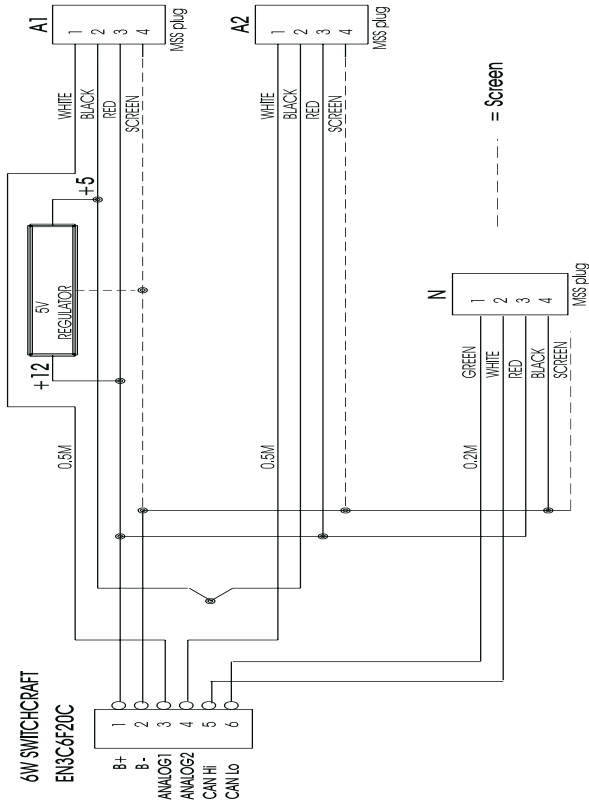 6W SWITCHCRAFT
EN3C6F20C
B+
B-
ANALOG1
ANALOG2
CAN Hi
CAN Lo
1
2
3
4
5
6
0.5M
+12
5V
REGULATOR
+5
WHITE
BLACK
RED
SCREEN
A1
1
2
3
4
MSS plug
0.5M
WHITE
BLACK
RED
SCREEN
A2
1
2
3
4
MSS plug
0.2M
GREEN
WHITE
RED
BLACK
SCREEN
N
1
2
3
4
MSS plug
= Screen